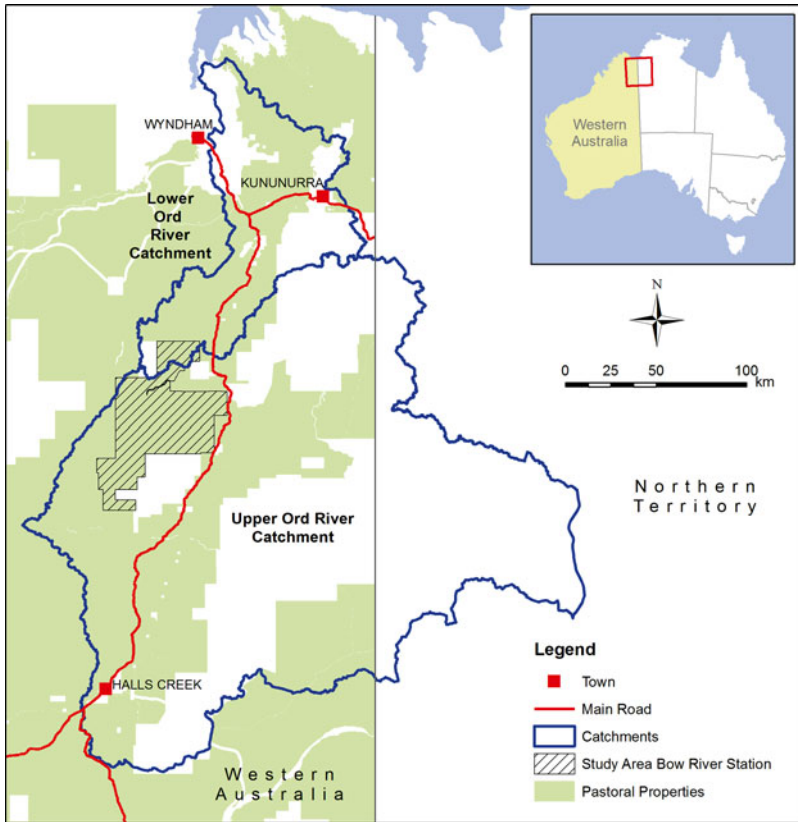 WYNDHAM
KUNUNURRA
Lower
Ord
River
Catchment
Upper Ord River
Catchment
HALLS CREEK
Western
Australia
Northern
Territory
Western
Australia
N
0 25 50 100
km
Legend
Town
Main Road
Catchments
Study Area Bow River Station
Pastoral Properties